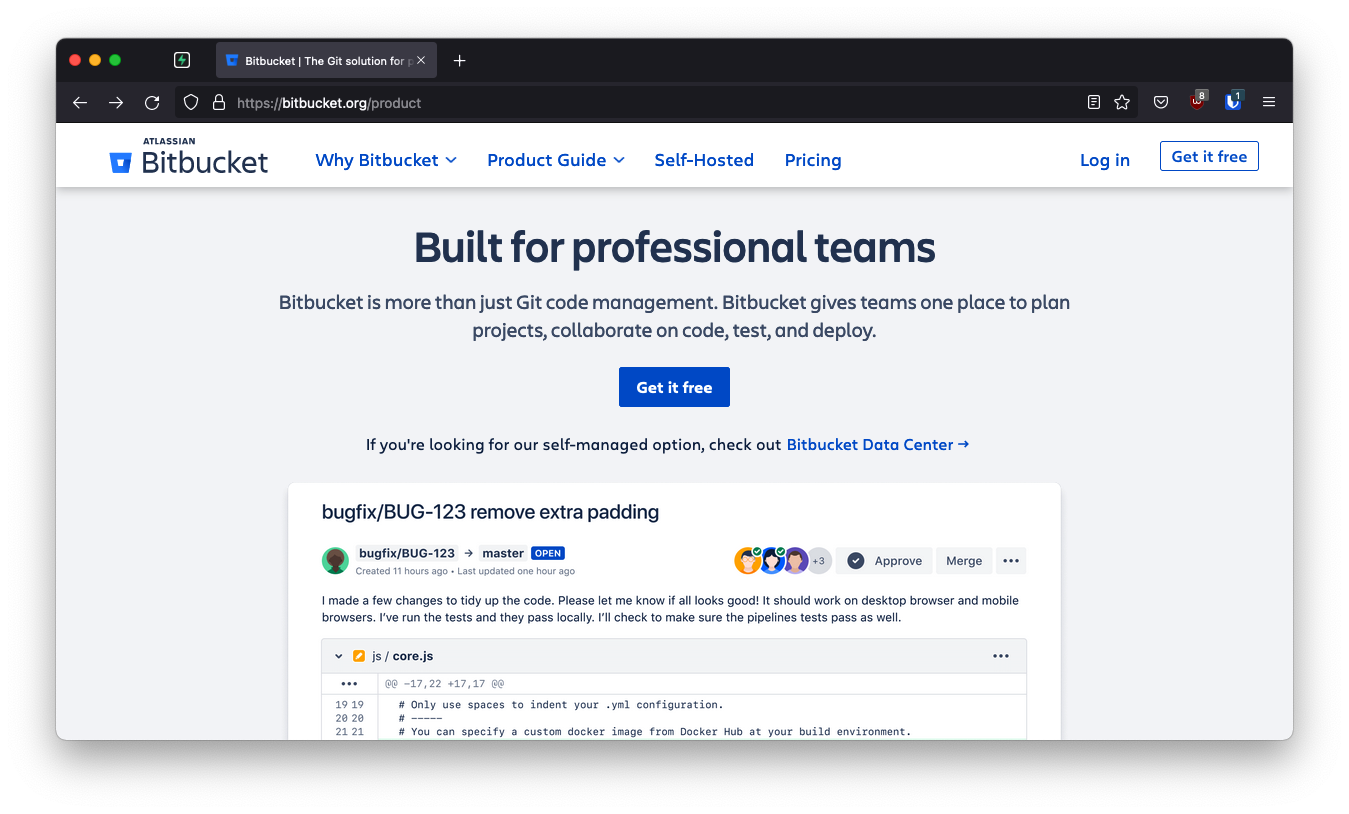 Bitbucket | The Git solution for p
https://bitbucket.org/product
8
1
ATLASSIAN
Bitbucket
Why Bitbucket
Product Guide
Self-Hosted
Pricing
Log in
Get it free
Built for professional teams
Bitbucket is more than just Git code management. Bitbucket gives teams one place to plan
projects, collaborate on code, test, and deploy.
Get it free
If you're looking for our self-managed option, check out Bitbucket Data Center →
bugfix/BUG-123 remove extra padding
bugfix/BUG-123 → master OPEN
Created 11 hours ago • Last updated one hour ago
+3
Approve
Merge
I made a few changes to tidy up the code. Please let me know if all looks good! It should work on desktop browser and mobile
browsers. I’ve run the tests and they pass locally. I’ll check to make sure the pipelines tests pass as well.
js / core.js
@@ -17,22 +17,17 @@
19 19 # Only use spaces to indent your .yml configuration.
20 20 # -----
21 21 # You can specify a custom docker image from Docker Hub at your build environment.